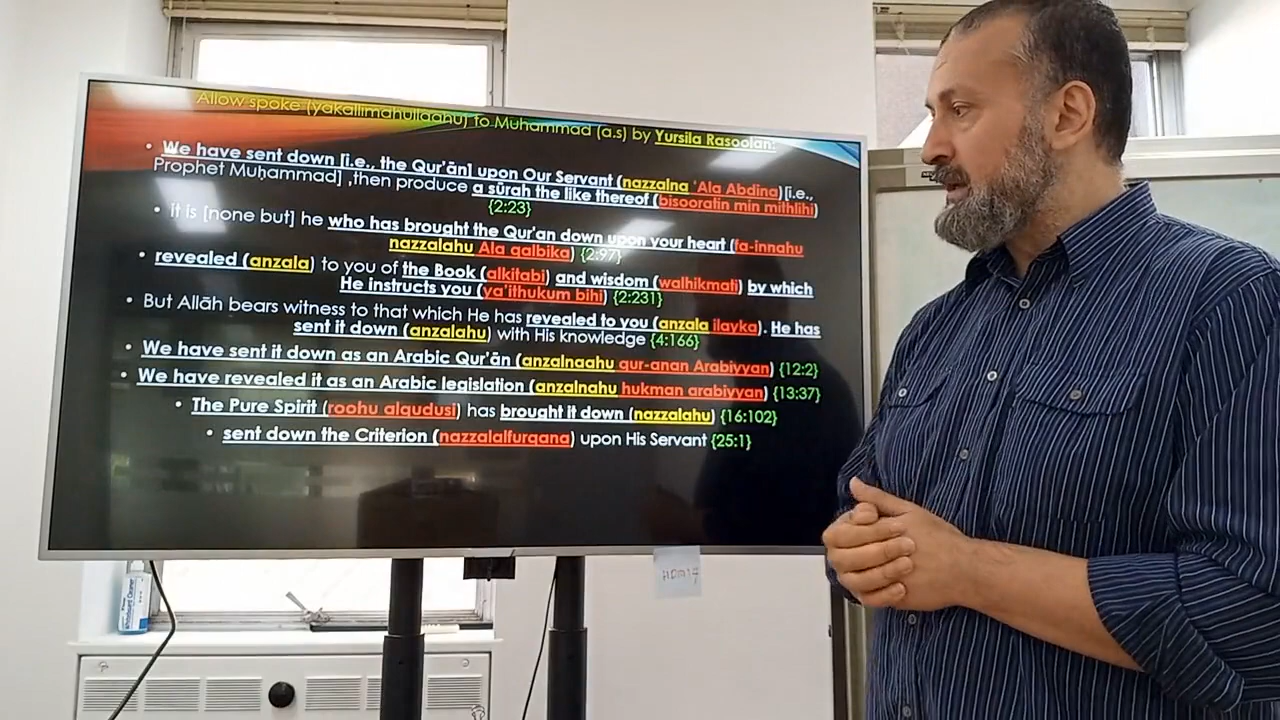 Allow spoke (yakallimahullaahu) to Muhammad (a.s) by Yursila Rasoolan:
• We have sent down [i.e., the Qur'ān] upon Our Servant (nazzalna 'Ala Abdina)[i.e.,
Prophet Muḥammad] ,then produce a sūrah the like thereof (bisooratin min mithlihi)
{2:23}
• It is [none but] he who has brought the Qur'an down upon your heart (fa-innahu
nazzalahu Ala qalbika) {2:97}
• revealed (anzala) to you of the Book (alkitabi) and wisdom (walhikmati) by which
He instructs you (ya'ithukum bihi) {2:231}
• But Allāh bears witness to that which He has revealed to you (anzala ilayka). He has
sent it down (anzalahu) with His knowledge {4:166}
• We have sent it down as an Arabic Qur'ān (anzalnaahu qur-anan Arabiyyan) {12:2}
• We have revealed it as an Arabic legislation (anzalnahu hukman arabiyyan) {13:37}
• The Pure Spirit (roohu alqudusi) has brought it down (nazzalahu) {16:102}
• sent down the Criterion (nazzalalfurqana) upon His Servant {25:1}